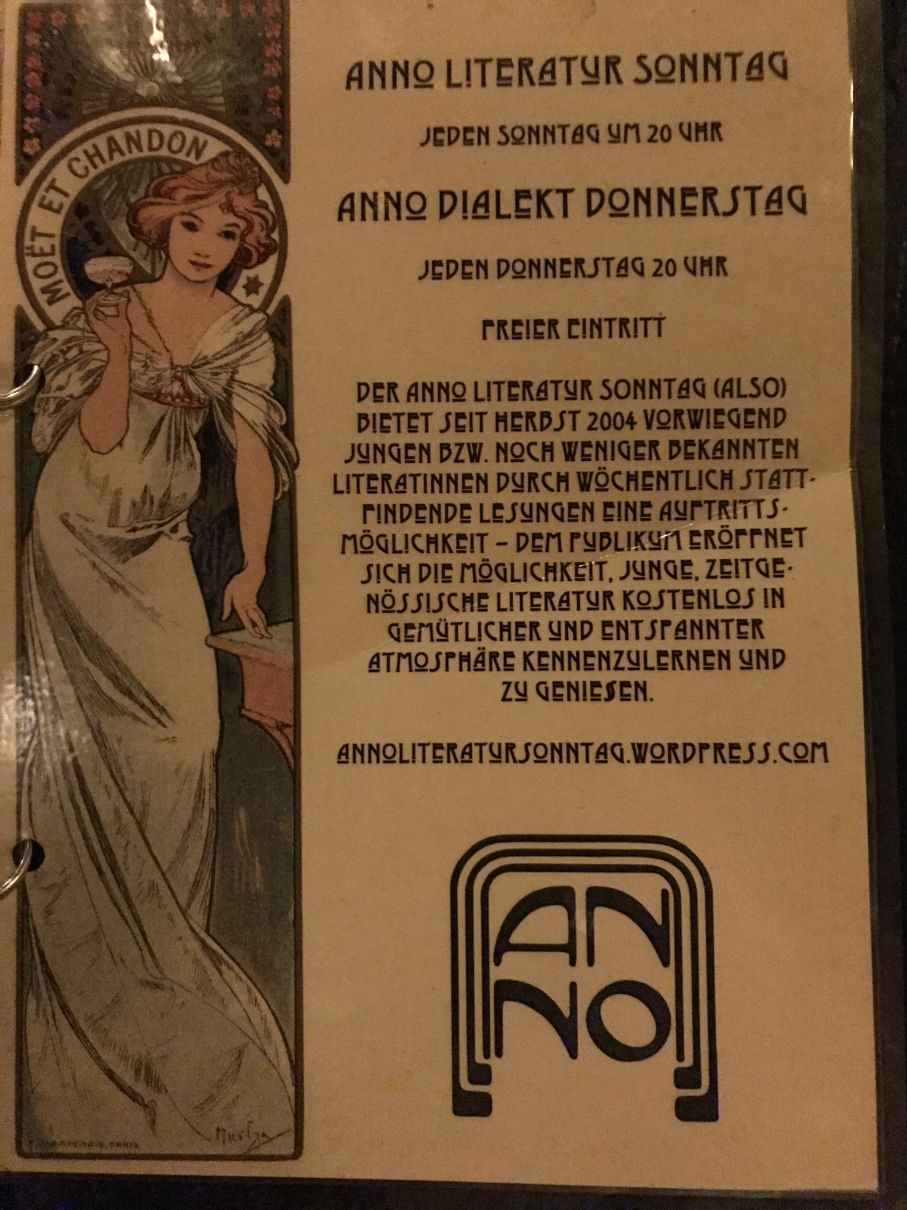 MOËT ET CHANDON
ANNO LITERATUR SONNTAG
JEDEN SONNTAG UM 20 UHR
ANNO DIALEKT DONNERSTAG
JEDEN DONNERSTAG 20 UHR
FREIER EINTRITT
DER ANNO LITERATUR SONNTAG (ALSO)
BIETET SEIT HERBST 2004 VORWIEGEND
JUNGEN BZW. NOCH WENIGER BEKANNTEN
LITERATINNEN DURCH WÖCHENTLICH STATT-
FINDENDE LESUNGEN EINE AUFTRITTS-
MÖGLICHKEIT – DEM PUBLIKUM ERÖFFNET
SICH DIE MÖGLICHKEIT, JUNGE, ZEITGE-
NÖSSISCHE LITERATUR KOSTENLOS IN
GEMÜTLICHER UND ENTSPANNTER
ATMOSPHÄRE KENNENZULERNEN UND
ZU GENIESEN.
ANNOLITERATURSONNTAG.WORDPRESS.COM
AN
NO
Mucha
F. CHAMPENOIS. PARIS